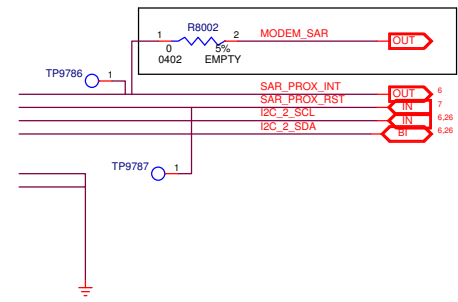 R8002
1
2
MODEM_SAR
OUT
0
5%
0402
EMPTY
TP9786
1
SAR_PROX_INT
OUT
6
SAR_PROX_RST
IN
7
I2C_2_SCL
IN
6,26
I2C_2_SDA
BI
6,26
TP9787
1